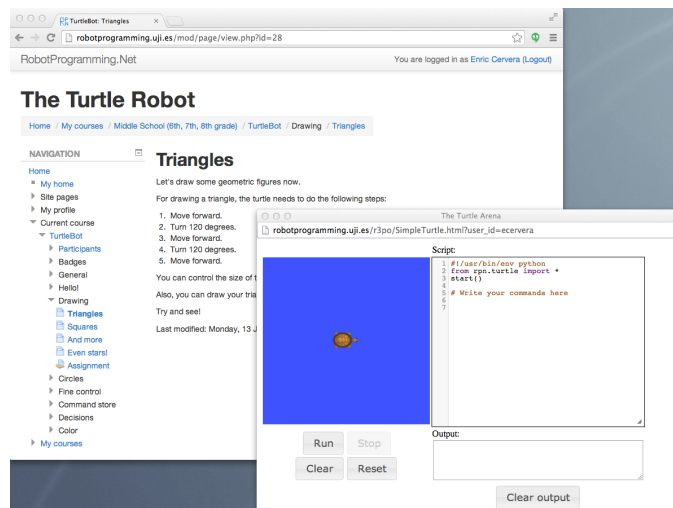 TurtleBot: Triangles
robotprogramming.uji.es/mod/page/view.php?id=28
RobotProgramming.Net
You are logged in as Enric Cervera (Logout)
The Turtle Robot
Home / My courses / Middle School (6th, 7th, 8th grade) / TurtleBot / Drawing / Triangles
NAVIGATION
Home
My home
Site pages
My profile
Current course
TurtleBot
Participants
Badges
General
Hello!
Drawing
Triangles
Squares
And more
Even stars!
Assignment
Circles
Fine control
Command store
Decisions
Color
My courses
Triangles
Let's draw some geometric figures now.
For drawing a triangle, the turtle needs to do the following steps:
1. Move forward.
2. Turn 120 degrees.
3. Move forward.
4. Turn 120 degrees.
5. Move forward.
You can control the size of
Also, you can draw your tria
Try and see!
Last modified: Monday, 13 J
The Turtle Arena
robotprogramming.uji.es/r3po/SimpleTurtle.html?user_id=ecervera
Script:
1 #!/usr/bin/env python
2 from rpn.turtle import *
3 start()
4
5 # Write your commands here
6
7
Run Stop
Clear Reset
Output:
Clear output